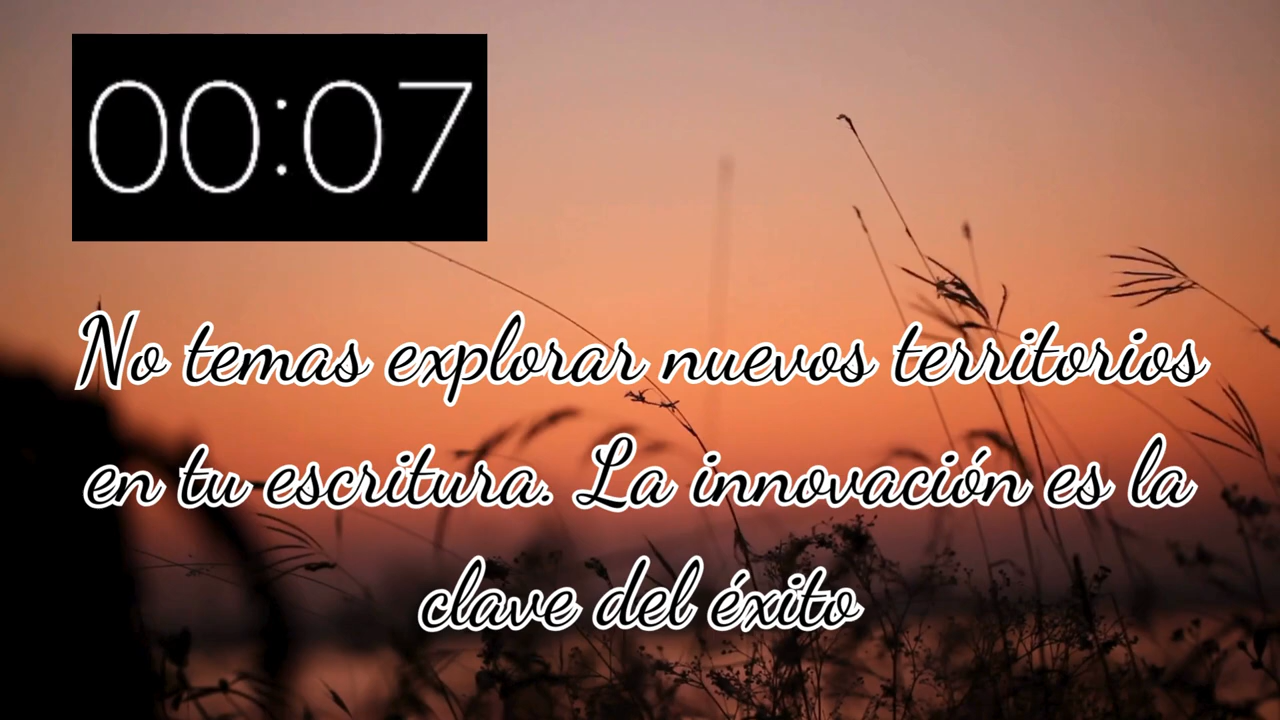 00:07
No temas explorar nuevos territorios
en tu escritura. La innovación es la
clave del éxito